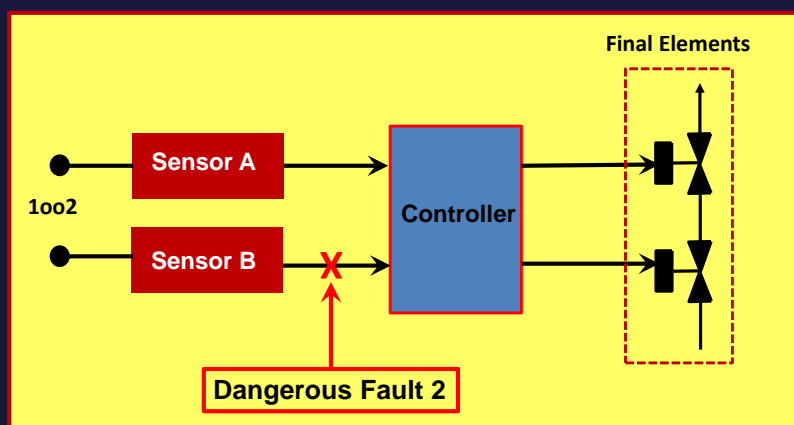 Final Elements
Sensor A
1oo2
Controller
Sensor B
X
Dangerous Fault 2